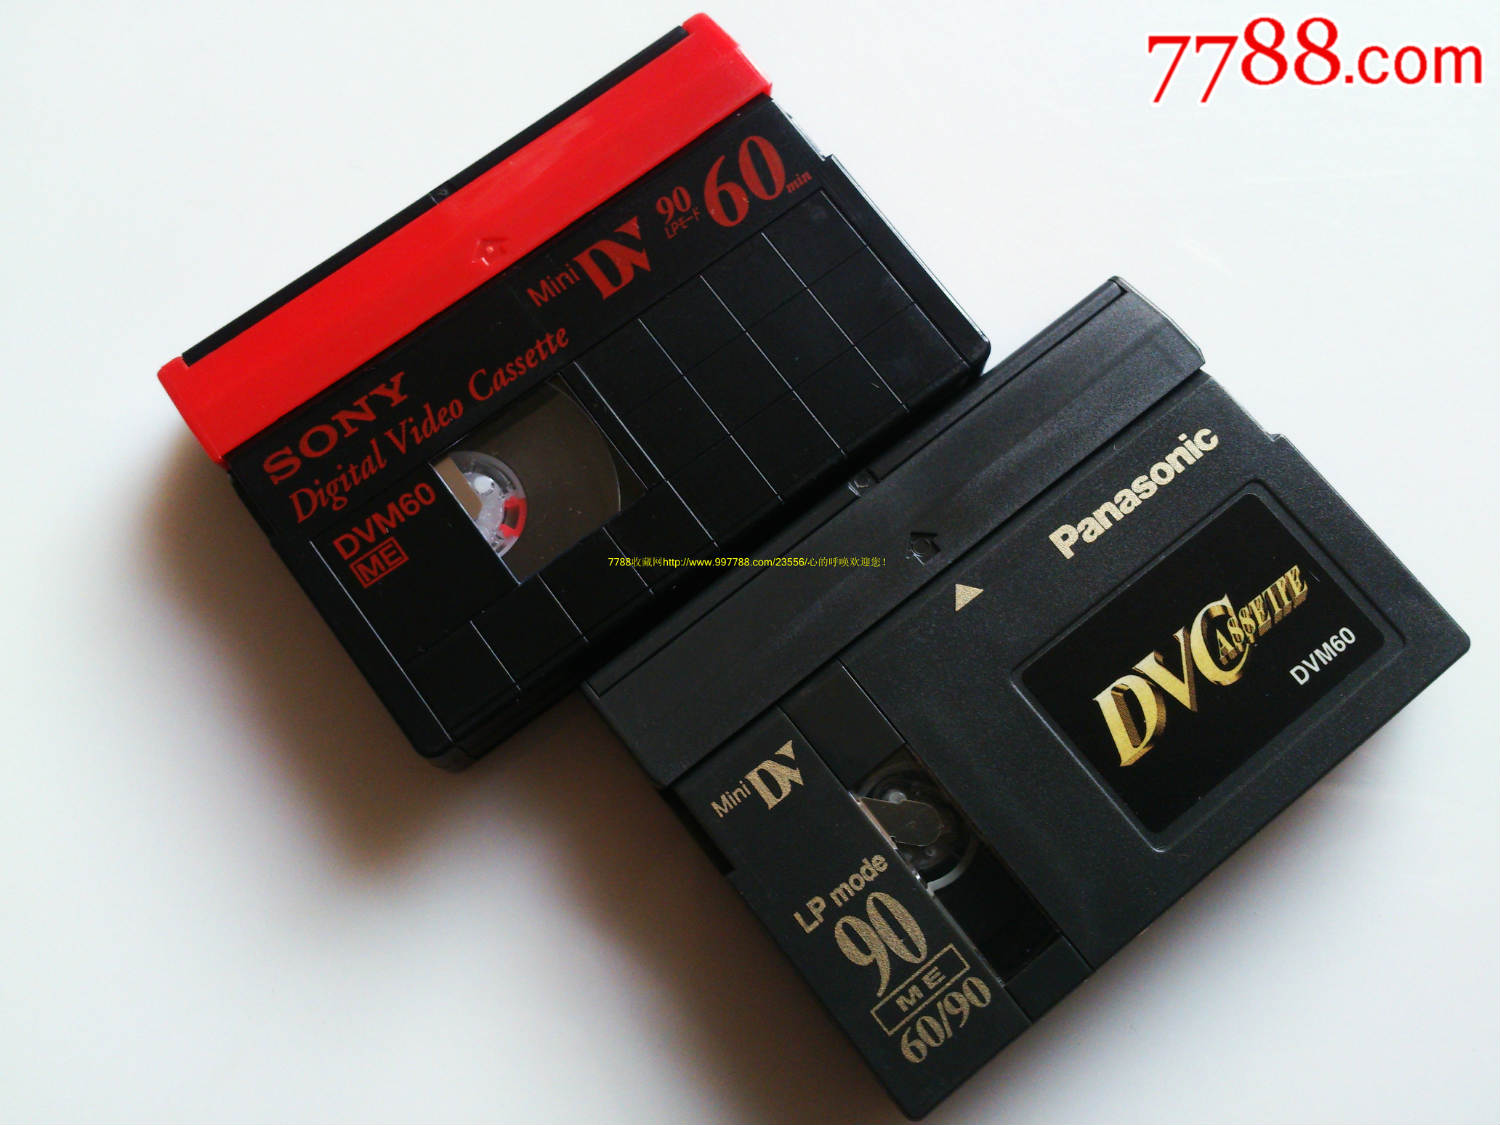 7788.com
90
LPモード
60
min
Mini DV
SONY
Digital Video Cassette
DVM60
ME
7788收藏网http://www.997788.com/23556/心的呼唤欢迎您!
Panasonic
DVCASSETTE
DVM60
Mini DV
LP mode
90
ME
60/90